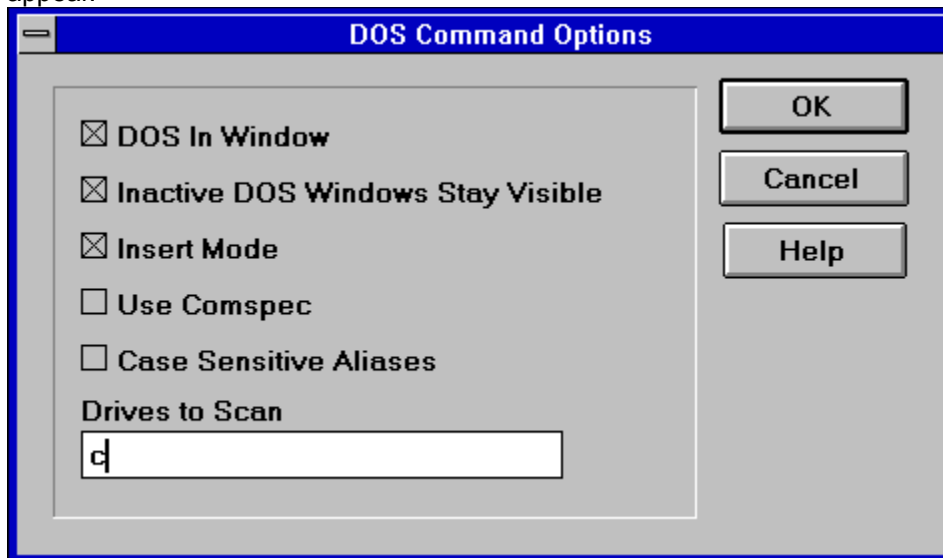 appear.
DOS Command Options
DOS In Window
Inactive DOS Windows Stay Visible
Insert Mode
Use Comspec
Case Sensitive Aliases
Drives to Scan
c
OK
Cancel
Help